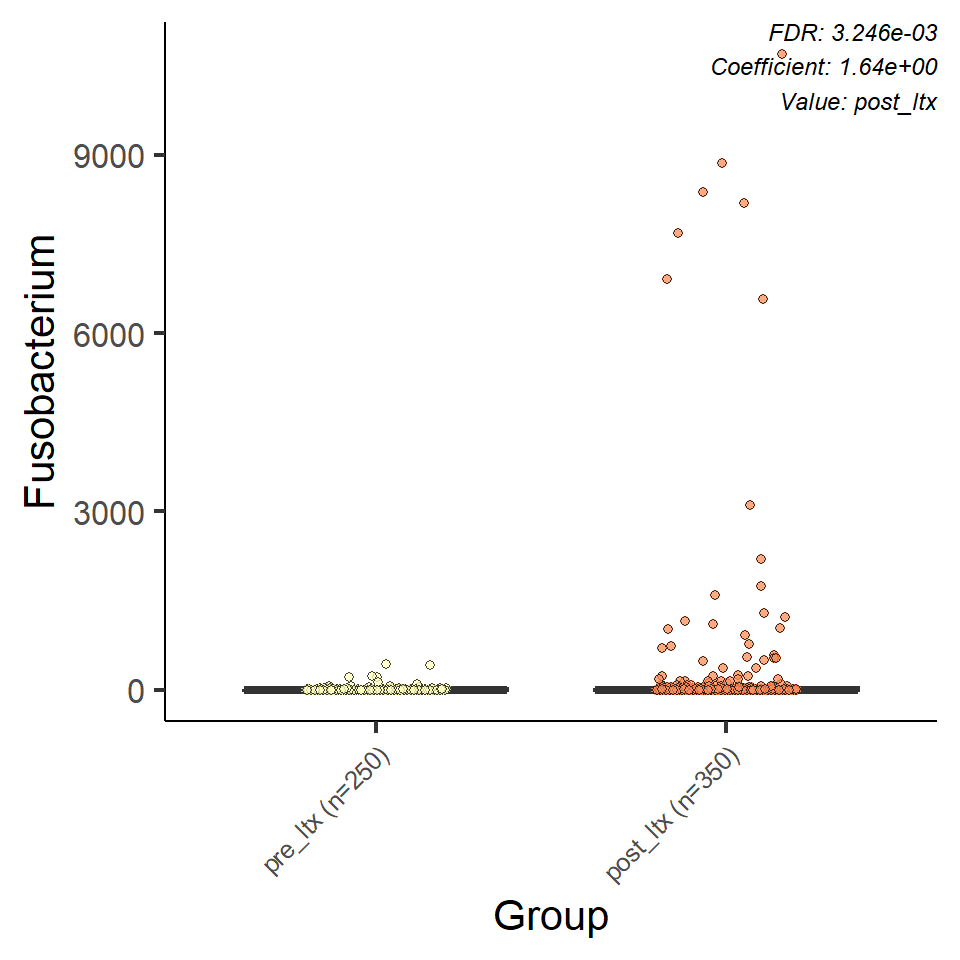 FDR: 3.246e-03
Coefficient: 1.64e+00
Value: post_ltx
Fusobacterium
9000
6000
3000
0
pre_ltx (n=250)
post_ltx (n=350)
Group